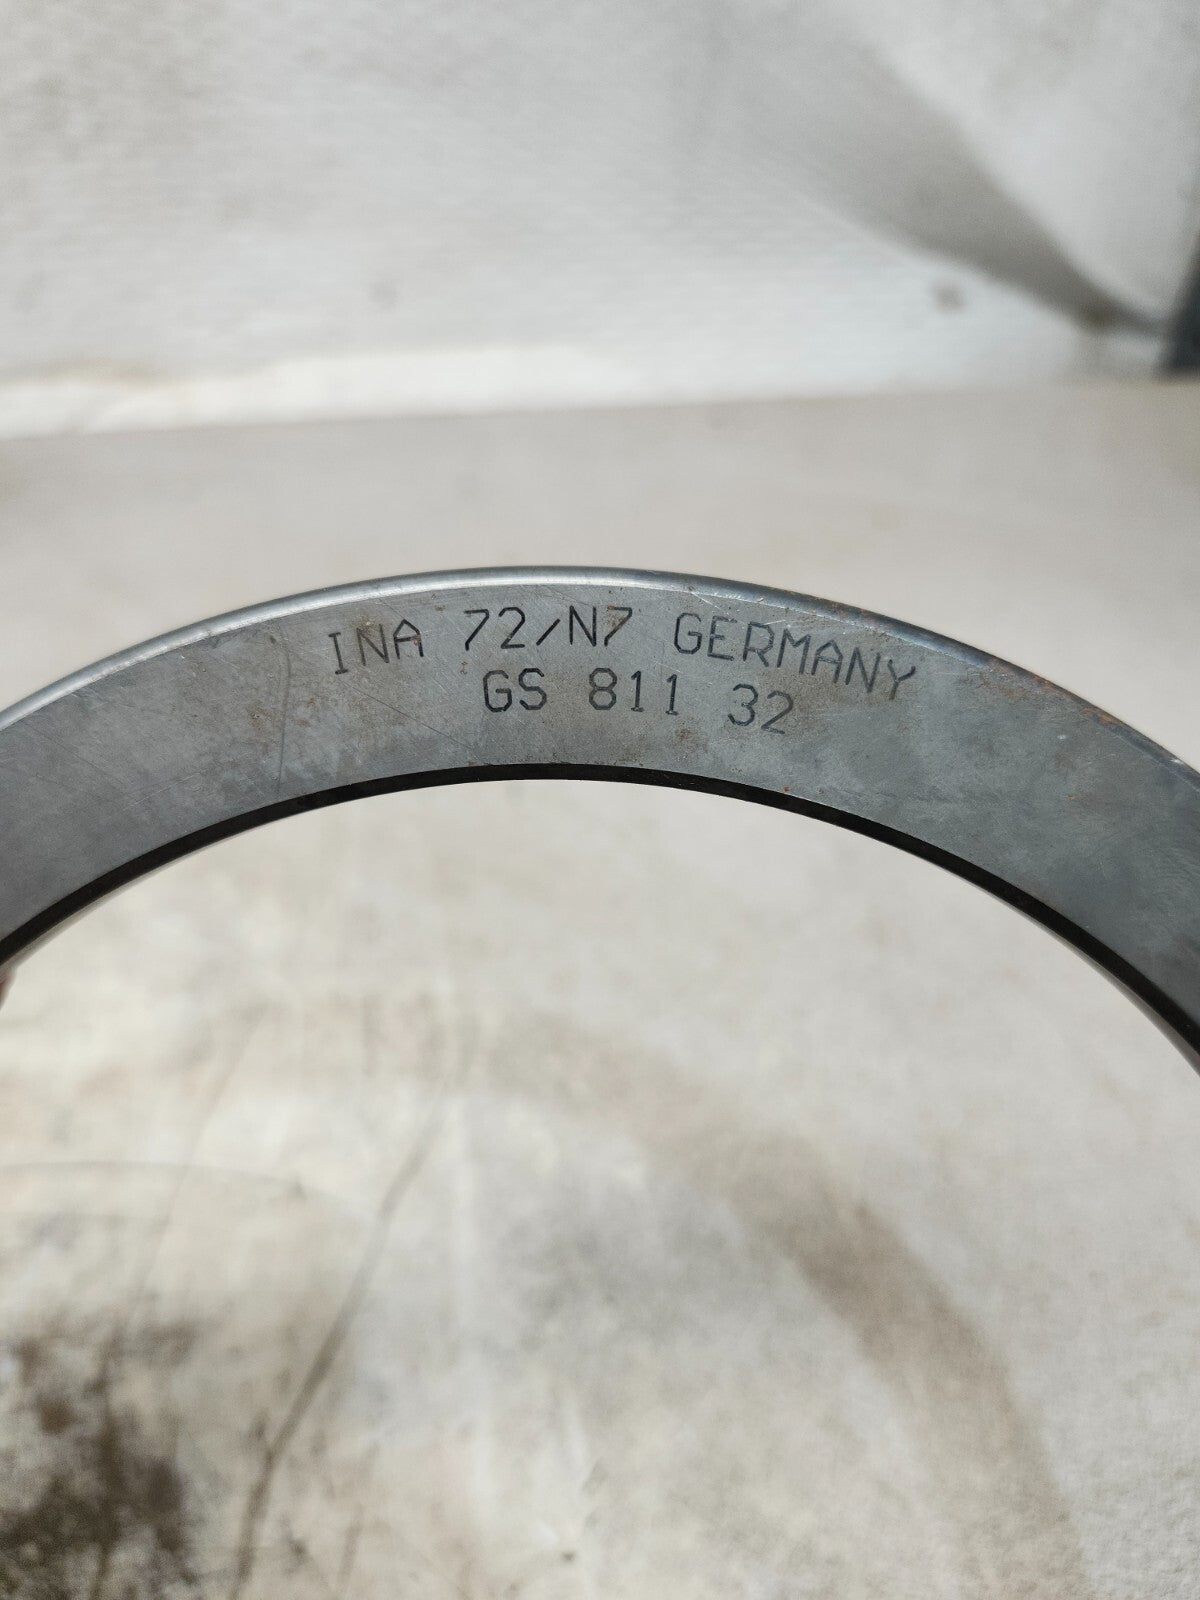 INA 72/N7 GERMANY
GS 811 32